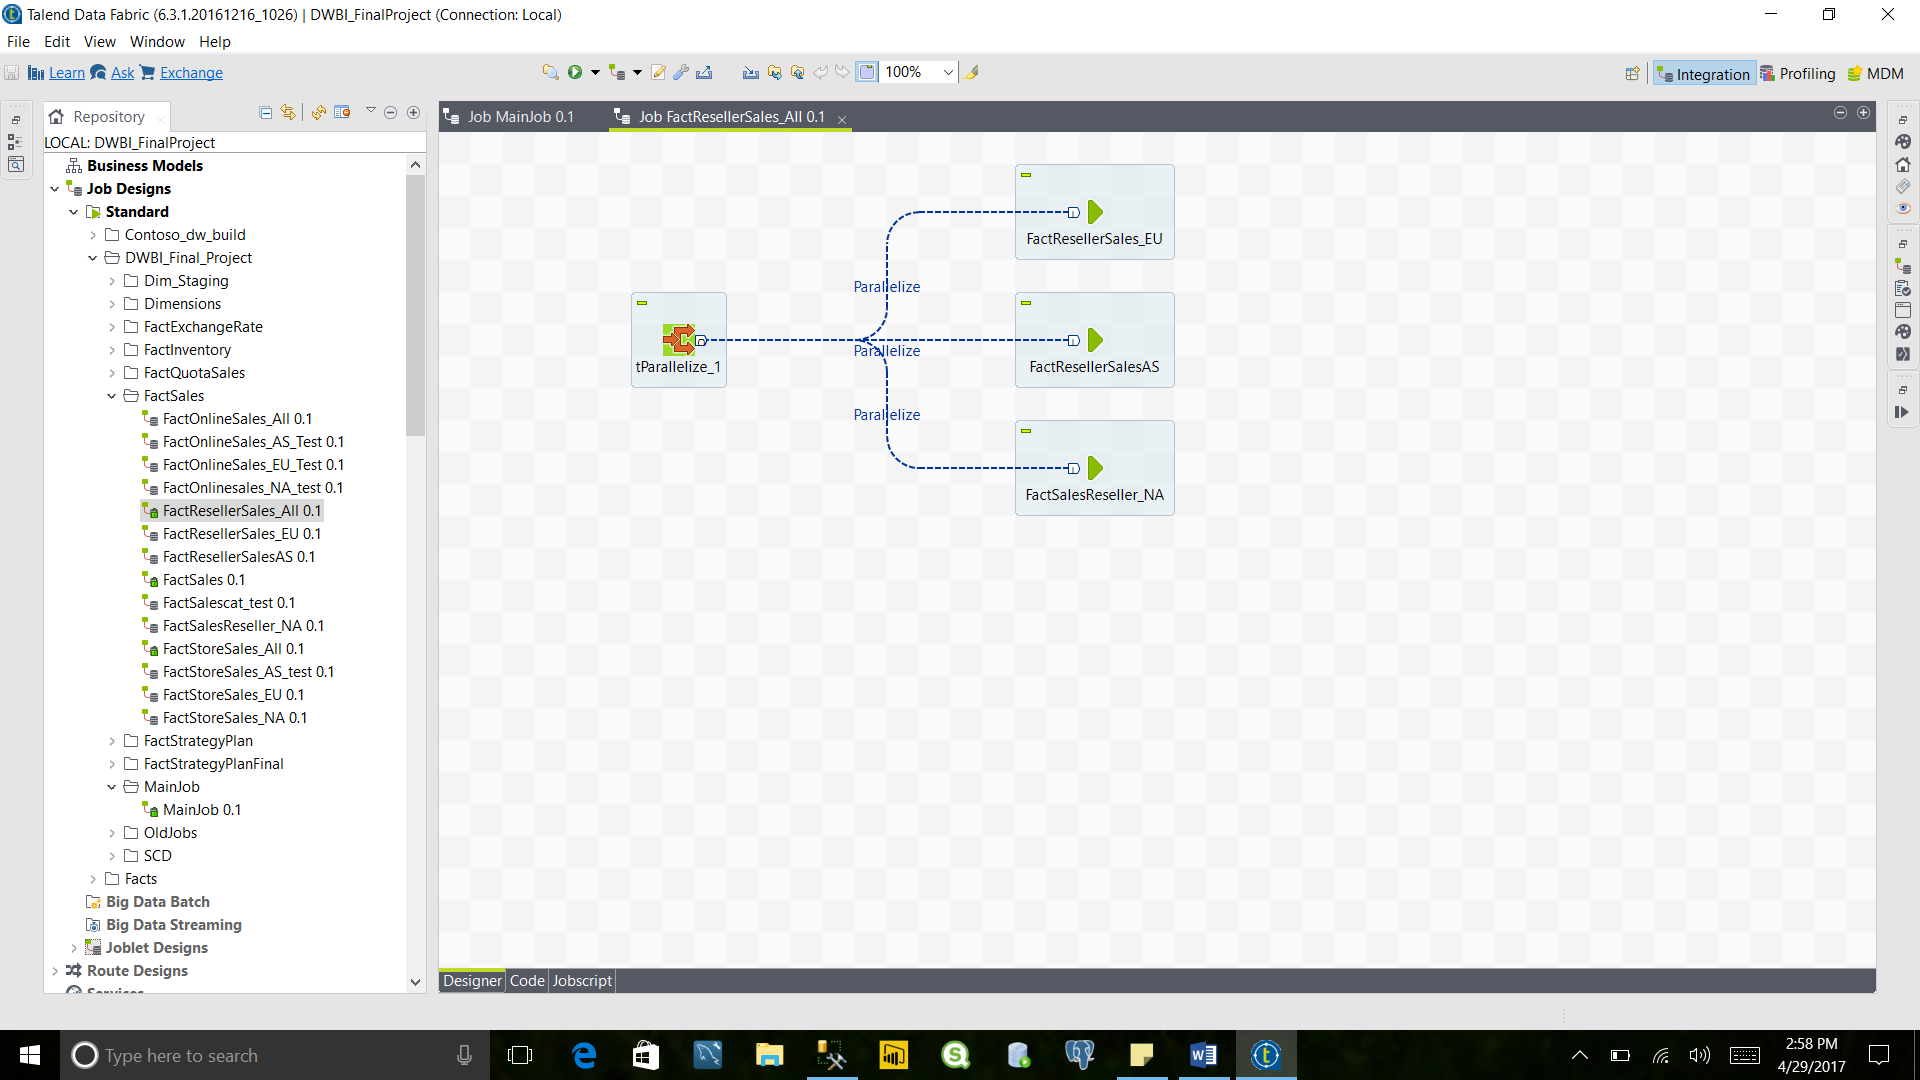 Talend Data Fabric (6.3.1.20161216_1026) | DWBI_FinalProject (Connection: Local)
File Edit View Window Help
Learn Ask Exchange
100%
Integration Profiling MDM
Repository
LOCAL: DWBI_FinalProject
Business Models
Job Designs
Standard
Contoso_dw_build
DWBI_Final_Project
Dim_Staging
Dimensions
FactExchangeRate
FactInventory
FactQuotaSales
FactSales
FactOnlineSales_All 0.1
FactOnlineSales_AS_Test 0.1
FactOnlineSales_EU_Test 0.1
FactOnlinesales_NA_test 0.1
FactResellerSales_All 0.1
FactResellerSales_EU 0.1
FactResellerSalesAS 0.1
FactSales 0.1
FactSalescat_test 0.1
FactSalesReseller_NA 0.1
FactStoreSales_All 0.1
FactStoreSales_AS_test 0.1
FactStoreSales_EU 0.1
FactStoreSales_NA 0.1
FactStrategyPlan
FactStrategyPlanFinal
MainJob
MainJob 0.1
OldJobs
SCD
Facts
Big Data Batch
Big Data Streaming
Joblet Designs
Route Designs
Services
Job MainJob 0.1
Job FactResellerSales_All 0.1
FactResellerSales_EU
Parallelize
tParallelize_1
Parallelize
FactResellerSalesAS
Parallelize
FactSalesReseller_NA
Designer Code Jobscript
Type here to search
2:58 PM
4/29/2017